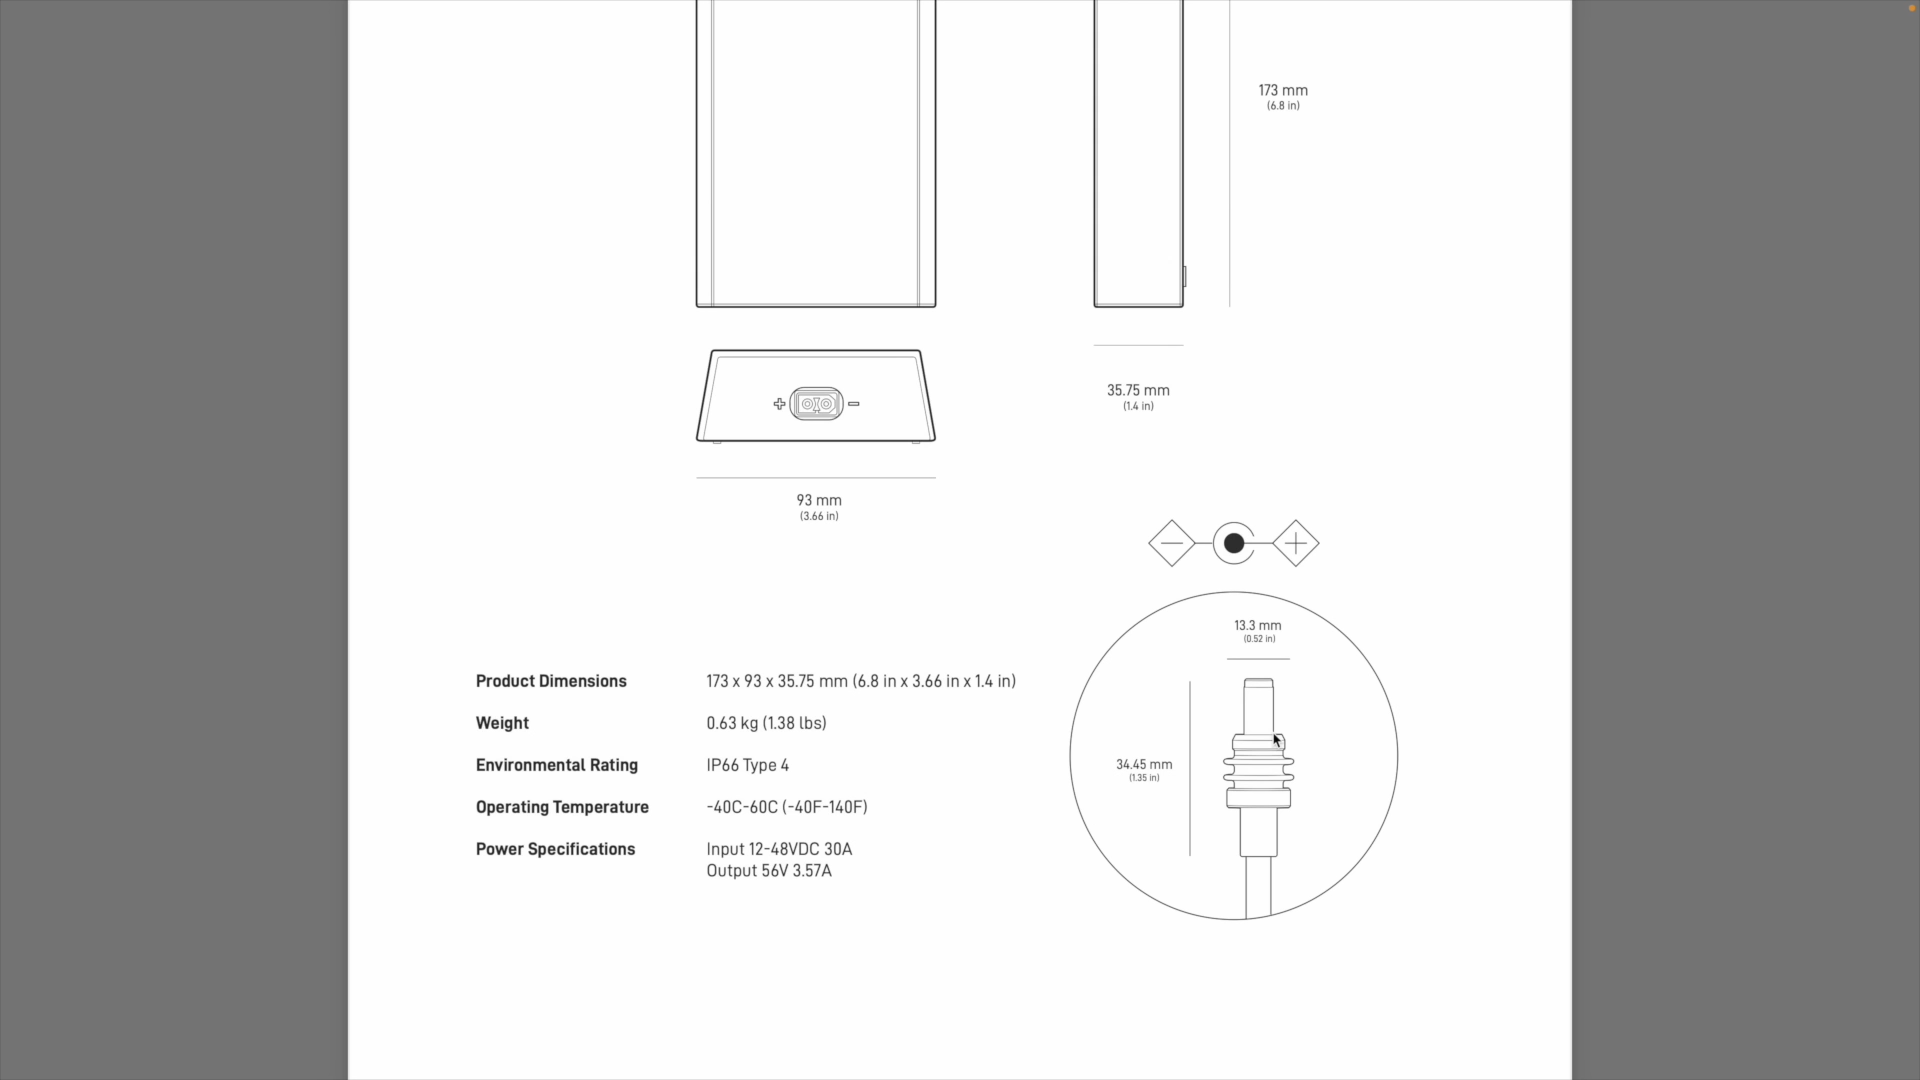 173 mm
(6.8 in)
35.75 mm
(1.4 in)
93 mm
(3.66 in)
13.3 mm
(0.52 in)
34.45 mm
(1.35 in)
Product Dimensions 173 x 93 x 35.75 mm (6.8 in x 3.66 in x 1.4 in)
Weight 0.63 kg (1.38 lbs)
Environmental Rating IP66 Type 4
Operating Temperature -40C-60C (-40F-140F)
Power Specifications Input 12-48VDC 30A
Output 56V 3.57A